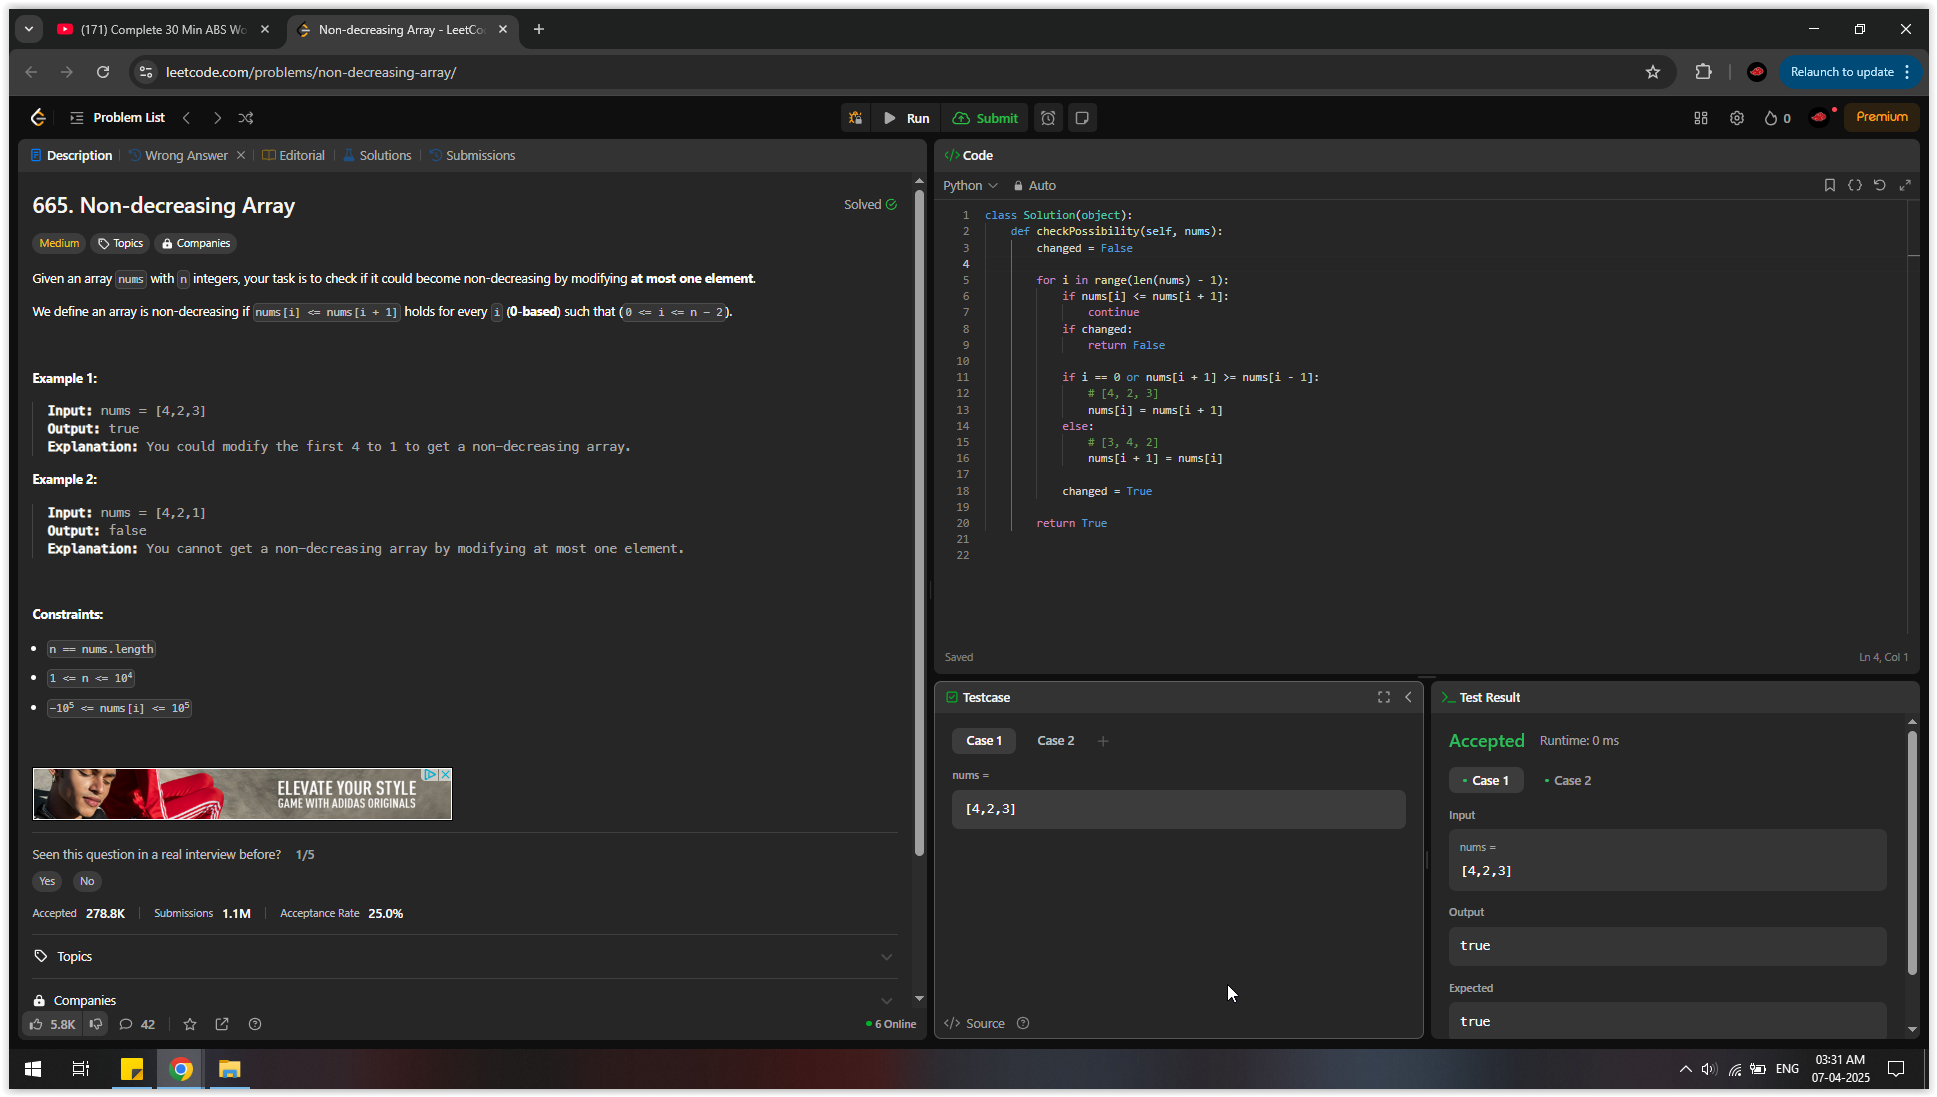 (171) Complete 30 Min ABS Wo
Non-decreasing Array - LeetCo
leetcode.com/problems/non-decreasing-array/
Relaunch to update
Problem List
Run
Submit
0
Premium
Description
Wrong Answer
Editorial
Solutions
Submissions
665. Non-decreasing Array
Solved
Medium
Topics
Companies
Given an array nums with n integers, your task is to check if it could become non-decreasing by modifying at most one element.
We define an array is non-decreasing if nums[i] <= nums[i + 1] holds for every i (0-based) such that (0 <= i <= n - 2).
Example 1:
Input: nums = [4,2,3]
Output: true
Explanation: You could modify the first 4 to 1 to get a non-decreasing array.
Example 2:
Input: nums = [4,2,1]
Output: false
Explanation: You cannot get a non-decreasing array by modifying at most one element.
Constraints:
n == nums.length
1 <= n <= 10⁴
-10⁵ <= nums[i] <= 10⁵
ELEVATE YOUR STYLE
GAME WITH ADIDAS ORIGINALS
Seen this question in a real interview before? 1/5
Yes
No
Accepted 278.8K
Submissions 1.1M
Acceptance Rate 25.0%
Topics
Companies
5.8K
42
6 Online
Code
Python
Auto
1 class Solution(object):
2     def checkPossibility(self, nums):
3         changed = False
4
5         for i in range(len(nums) - 1):
6             if nums[i] <= nums[i + 1]:
7                 continue
8             if changed:
9                 return False
10
11             if i == 0 or nums[i + 1] >= nums[i - 1]:
12                 # [4, 2, 3]
13                 nums[i] = nums[i + 1]
14             else:
15                 # [3, 4, 2]
16                 nums[i + 1] = nums[i]
17
18             changed = True
19
20         return True
21
22
Saved
Ln 4, Col 1
Testcase
Case 1
Case 2
nums =
[4,2,3]
Source
Test Result
Accepted
Runtime: 0 ms
Case 1
Case 2
Input
nums =
[4,2,3]
Output
true
Expected
true
ENG
03:31 AM
07-04-2025